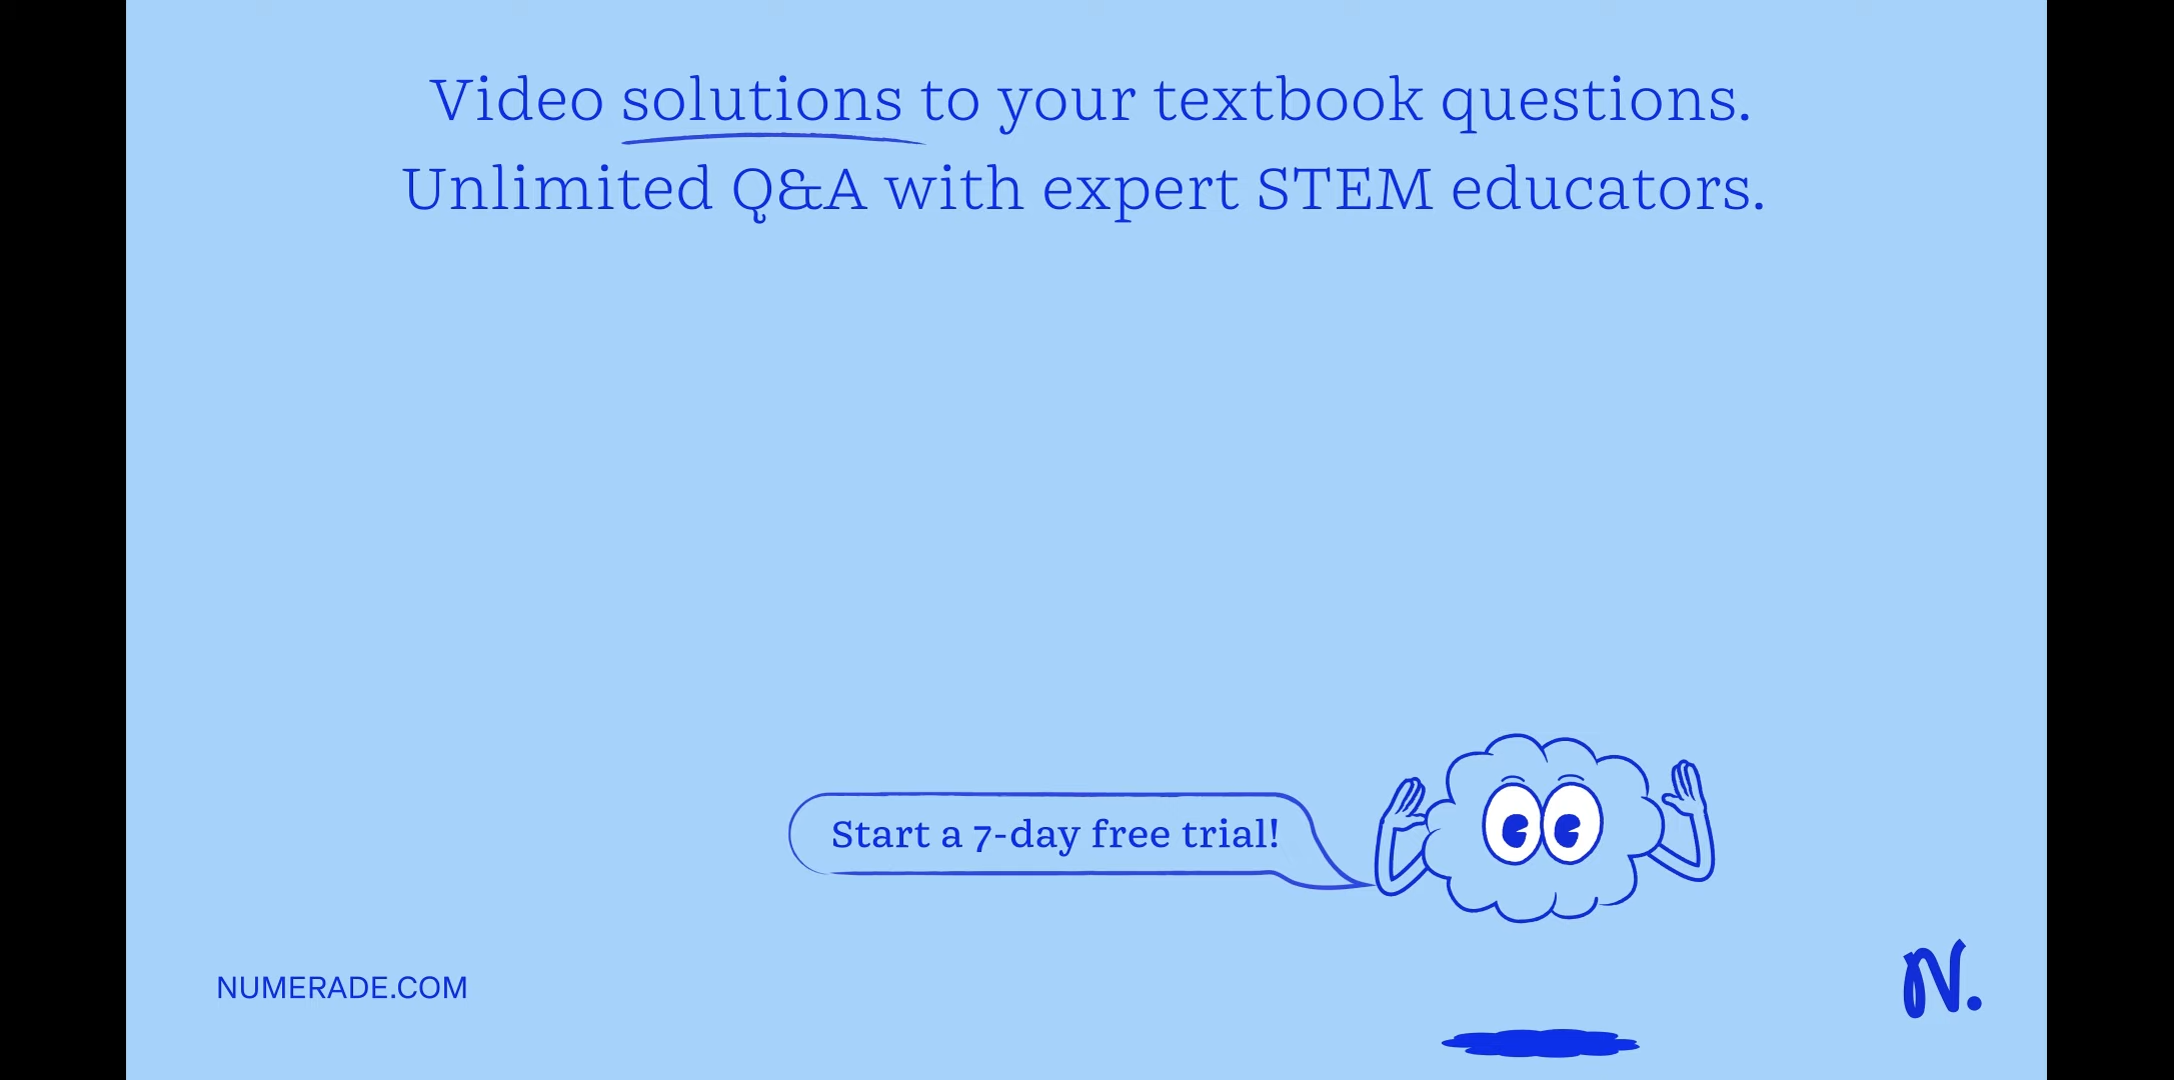 Video solutions to your textbook questions.
Unlimited Q&A with expert STEM educators.
Start a 7-day free trial!
NUMERADE.COM
N.